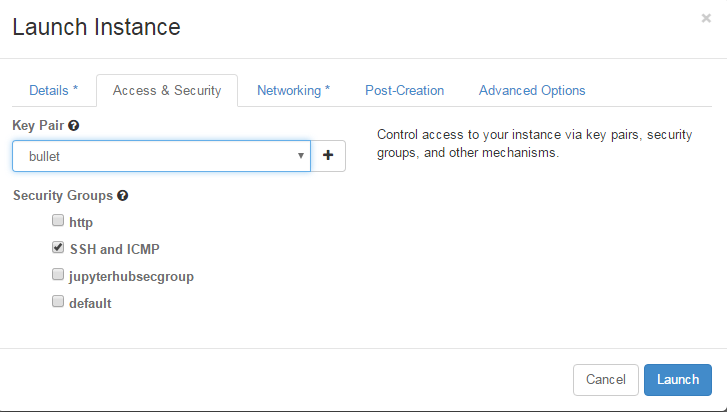 Launch Instance
×
Details *
Access & Security
Networking *
Post-Creation
Advanced Options
Key Pair
bullet
+
Control access to your instance via key pairs, security
groups, and other mechanisms.
Security Groups
http
SSH and ICMP
jupyterhubsecgroup
default
Cancel
Launch